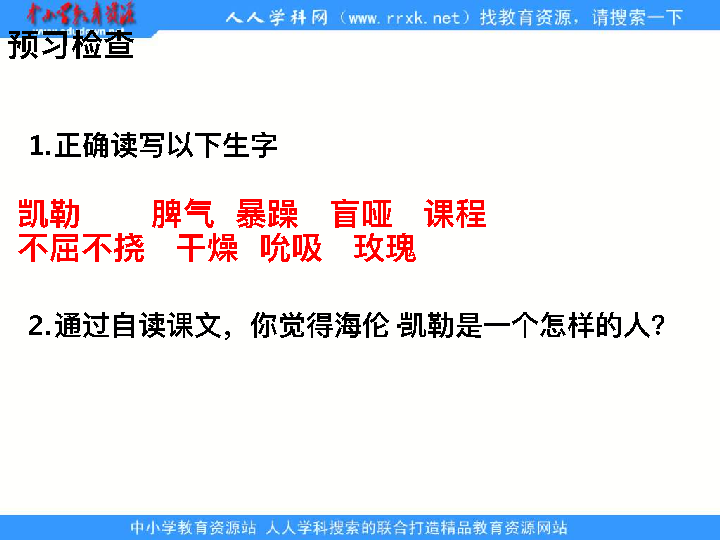 中小学教育资源
人人学科网（www.rrxk.net）找教育资源，请搜索一下
预习检查
1.正确读写以下生字
凯勒 脾气 暴躁 盲哑 课程
不屈不挠 干燥 吮吸 玫瑰
2.通过自读课文，你觉得海伦·凯勒是一个怎样的人？
中小学教育资源站 人人学科搜索的联合打造精品教育资源网站